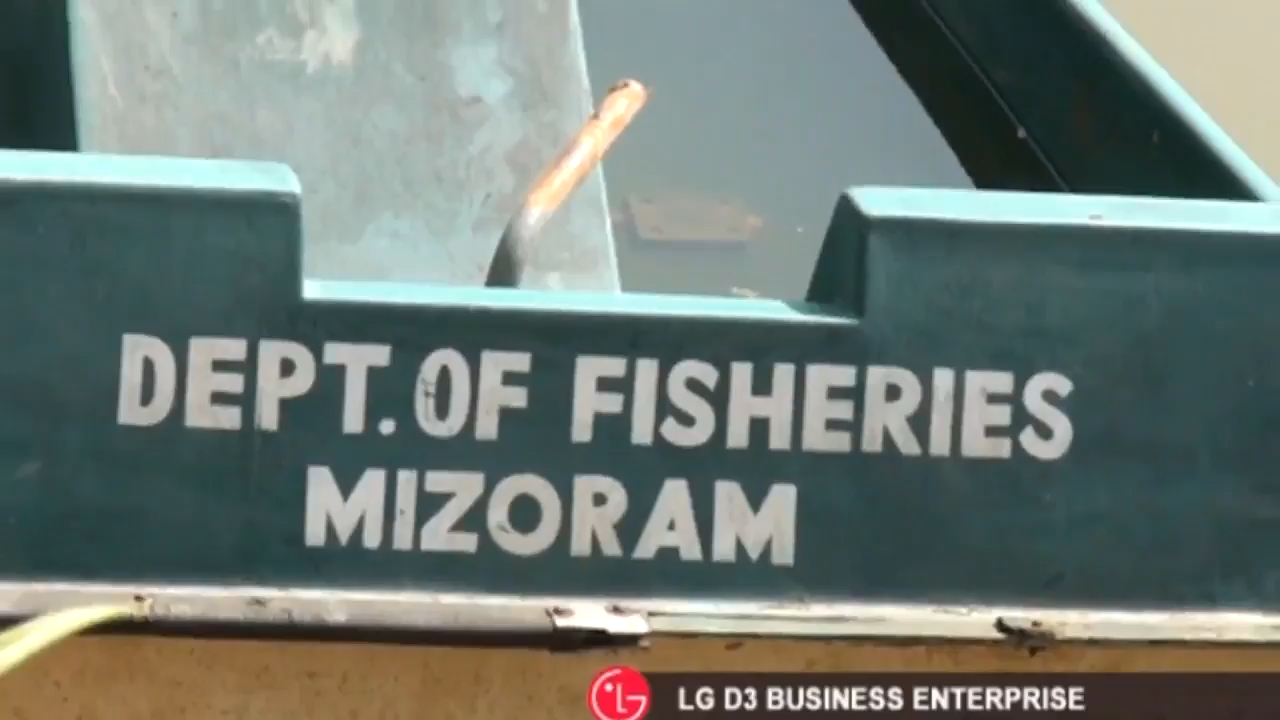 DEPT. OF FISHERIES
MIZORAM
LG LG D3 BUSINESS ENTERPRISE